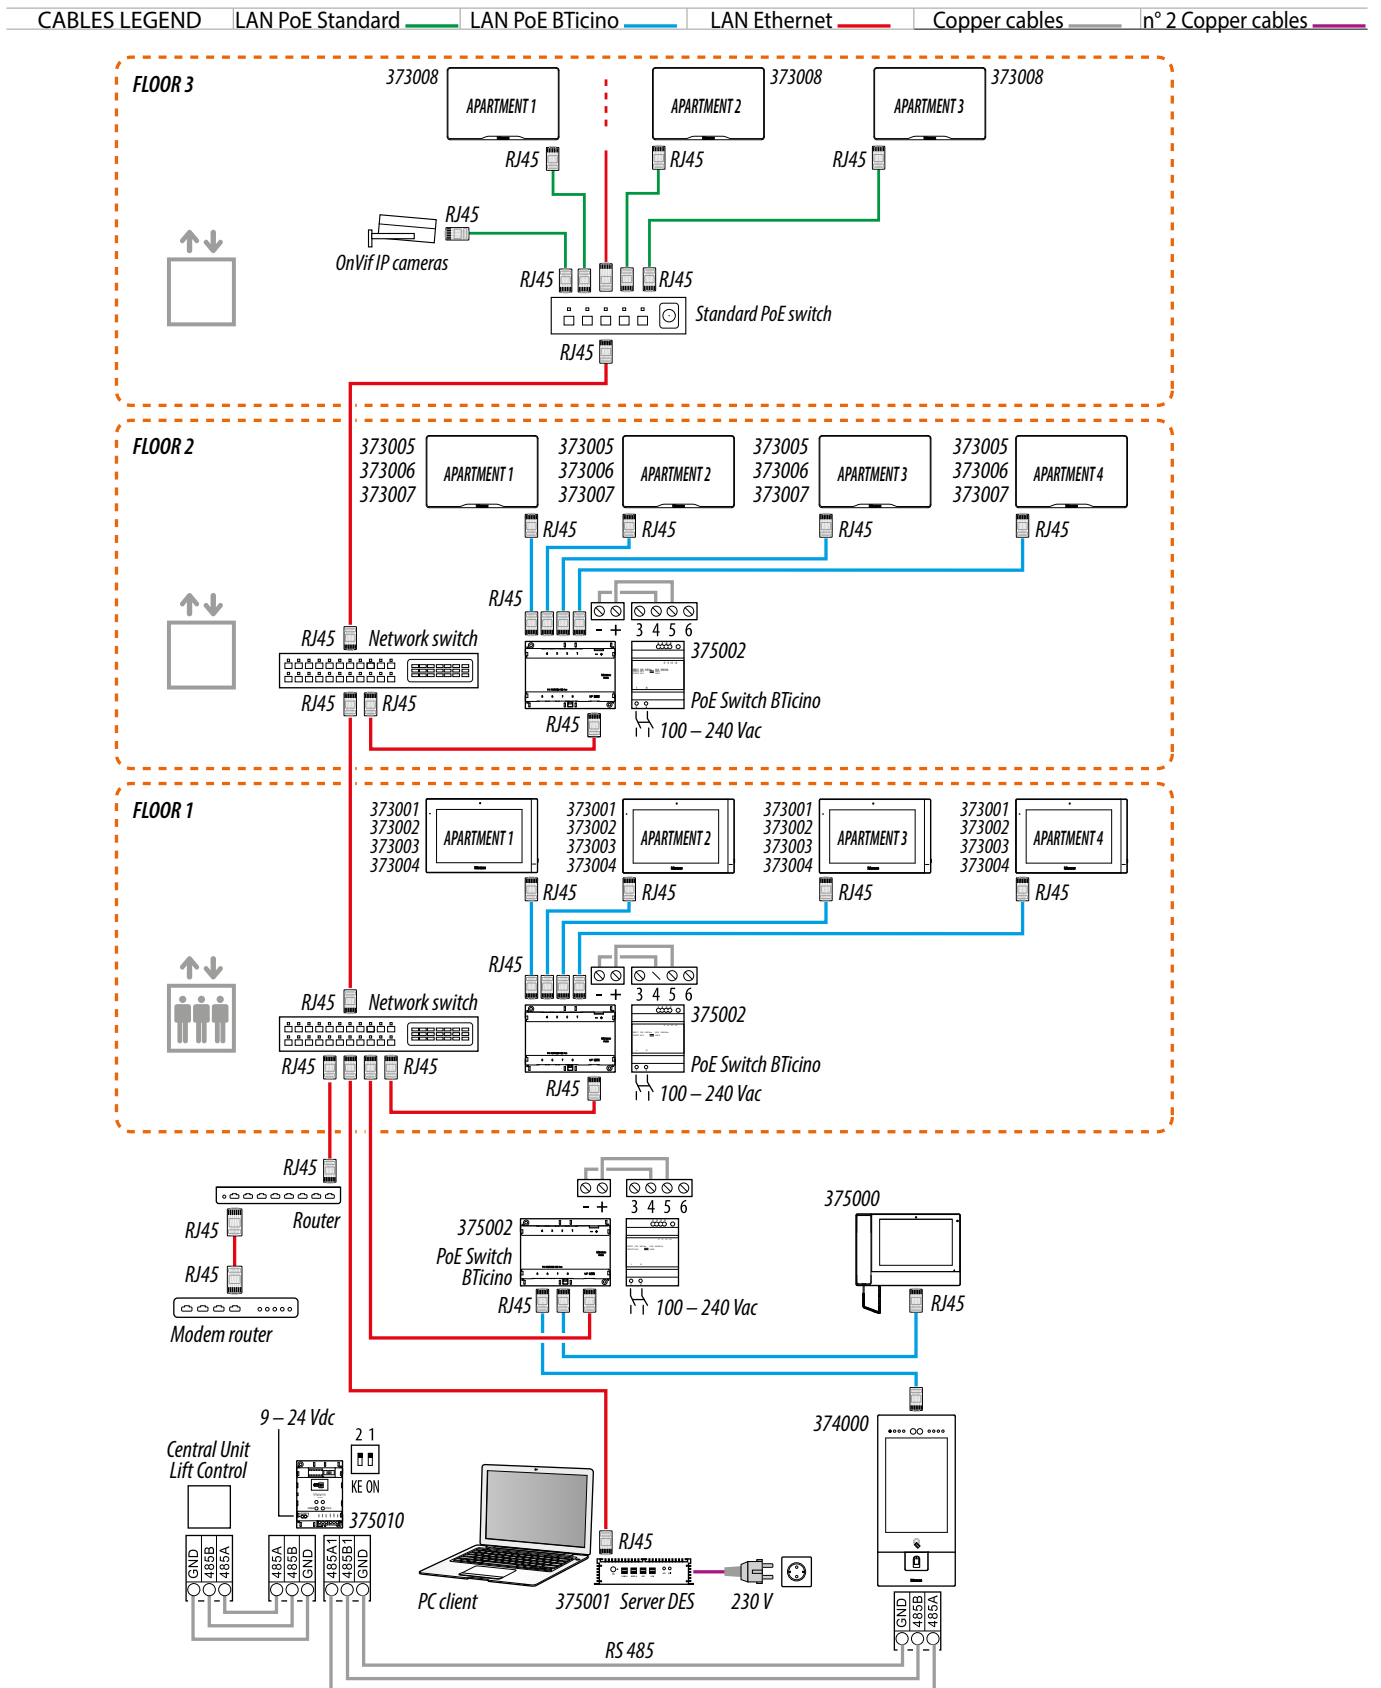 CABLES LEGEND LAN PoE Standard LAN PoE BTicino LAN Ethernet Copper cables n° 2 Copper cables
FLOOR 3
373008 APARTMENT 1
APARTMENT 2 373008
APARTMENT 3 373008
RJ45 RJ45 RJ45
RJ45
OnVif IP cameras
RJ45 RJ45
Standard PoE switch
RJ45
FLOOR 2
373005 373005 373005 373005
373006 373006 373006 373006
373007 373007 373007 373007
APARTMENT 1 APARTMENT 2 APARTMENT 3 APARTMENT 4
RJ45 RJ45 RJ45 RJ45
RJ45
- + 3 4 5 6
RJ45 Network switch
375002
RJ45 RJ45
PoE Switch BTicino
RJ45 100 – 240 Vac
FLOOR 1
373001 373001 373001 373001
373002 373002 373002 373002
373003 373003 373003 373003
373004 373004 373004 373004
APARTMENT 1 APARTMENT 2 APARTMENT 3 APARTMENT 4
RJ45 RJ45 RJ45 RJ45
RJ45
- + 3 4 5 6
RJ45 Network switch
375002
RJ45 RJ45
PoE Switch BTicino
RJ45 100 – 240 Vac
RJ45
Router
RJ45
RJ45
Modem router
- + 3 4 5 6
375002
PoE Switch
BTicino
RJ45 100 – 240 Vac
375000
RJ45
374000
9 – 24 Vdc
Central Unit
Lift Control
2 1
KE ON
375010
GND 485B 485A
485A 485B GND
485A1 485B1 GND
PC client
RJ45
375001 Server DES
230 V
GND 485B 485A
RS 485